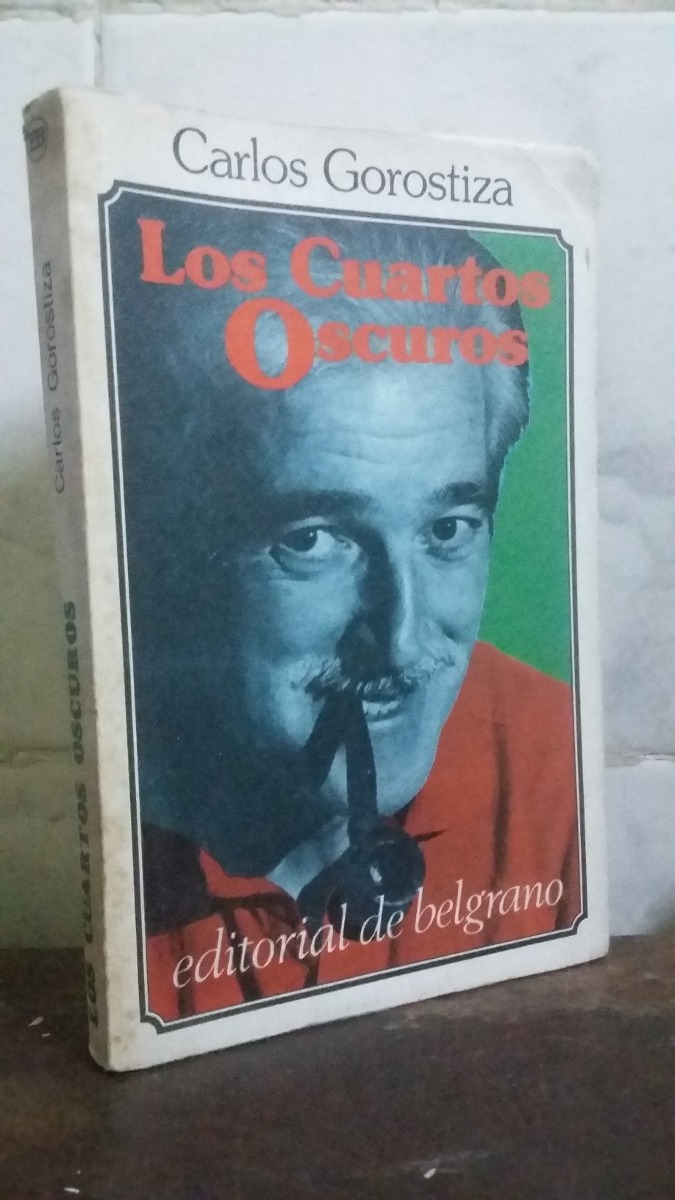 Carlos Gorostiza
Los Cuartos
Oscuros
editorial de belgrano
LOS CUARTOS OSCUROS Carlos Gorostiza